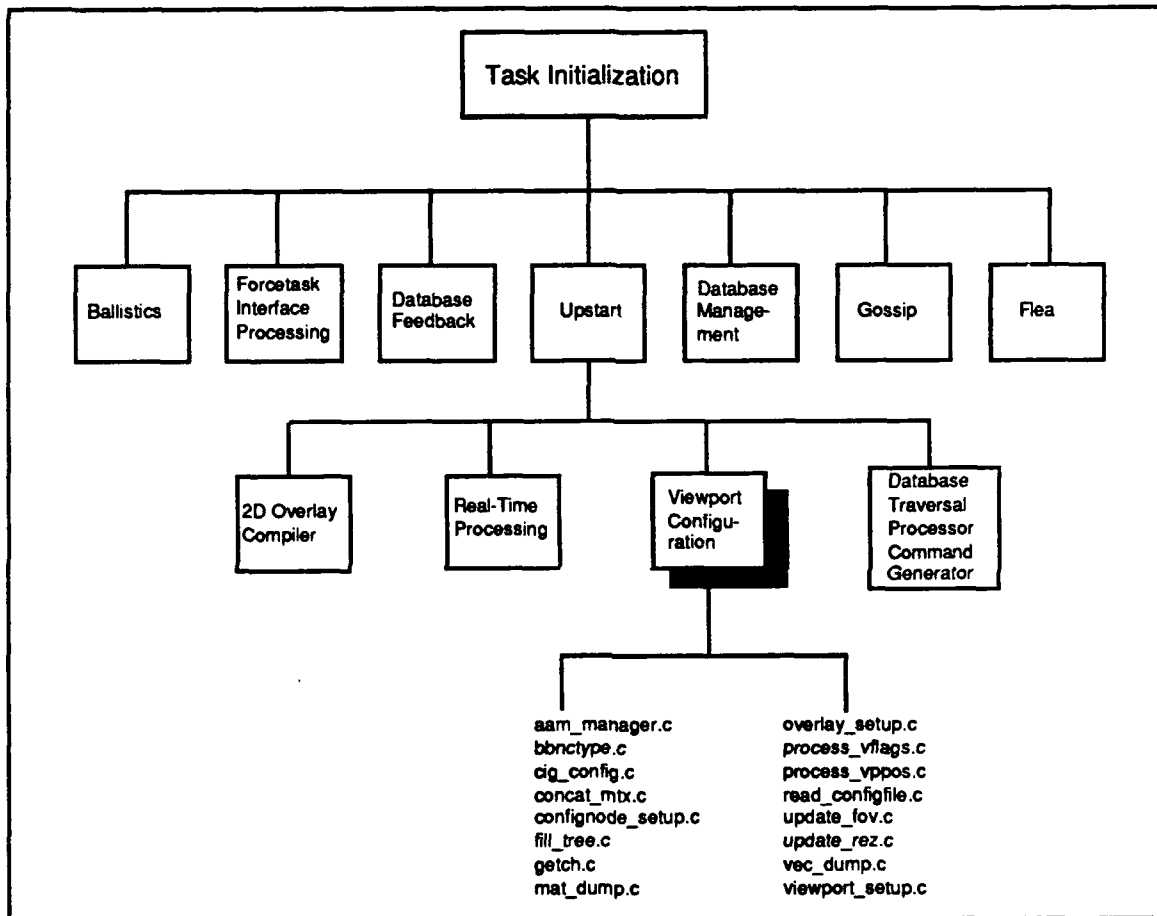 Task Initialization
Ballistics
Forcetask
Interface
Processing
Database
Feedback
Upstart
Database
Manage-
ment
Gossip
Flea
2D Overlay
Compiler
Real-Time
Processing
Viewport
Configu-
ration
Database
Traversal
Processor
Command
Generator
aam_manager.c
bbnctype.c
cig_config.c
concat_mtx.c
confignode_setup.c
fill_tree.c
getch.c
mat_dump.c
overlay_setup.c
process_vflags.c
process_vppos.c
read_configfile.c
update_fov.c
update_rez.c
vec_dump.c
viewport_setup.c